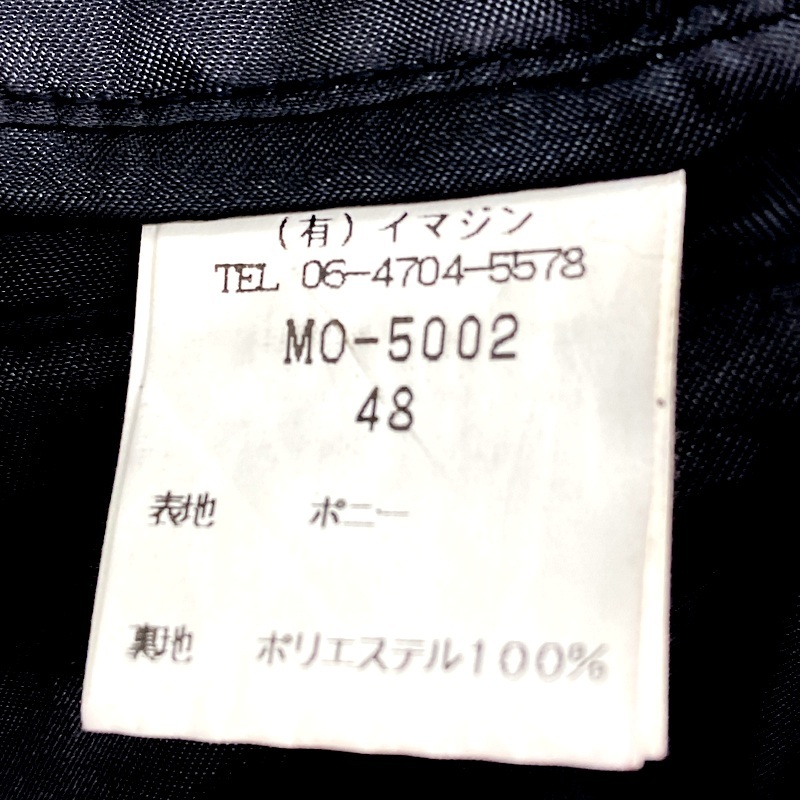 (有)イマジン
TEL 06-4704-5578
MO-5002
48
表地 ポニー
裏地 ポリエステル100%